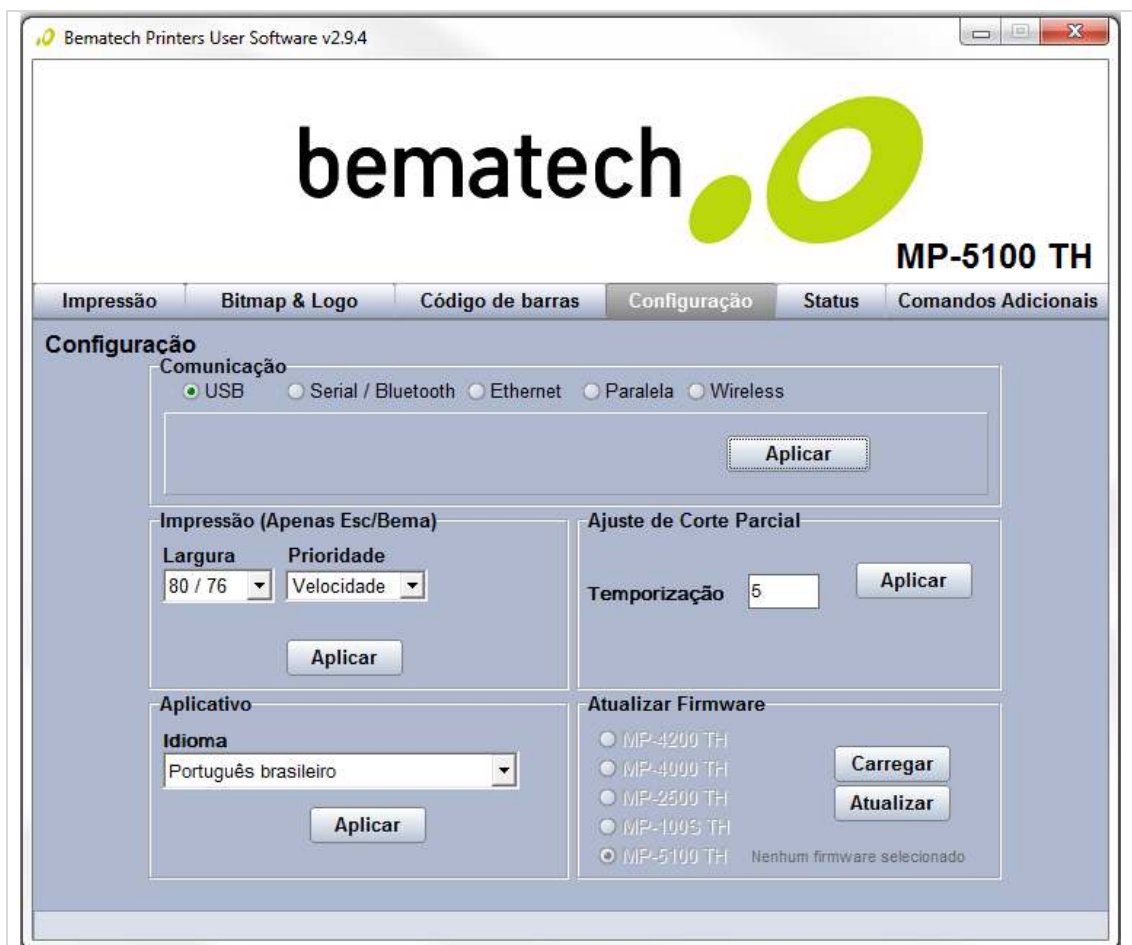 Bematech Printers User Software v2.9.4
bematech
MP-5100 TH
Impressão Bitmap & Logo Código de barras Configuração Status Comandos Adicionais
Configuração
Comunicação
USB Serial / Bluetooth Ethernet Paralela Wireless
Aplicar
Impressão (Apenas Esc/Bema)
Largura Prioridade
80 / 76 Velocidade
Aplicar
Ajuste de Corte Parcial
Temporização 5 Aplicar
Aplicativo
Idioma
Português brasileiro
Aplicar
Atualizar Firmware
MP-4200 TH
MP-4000 TH
MP-2500 TH
MP-100S TH
MP-5100 TH Nenhum firmware selecionado
Carregar
Atualizar